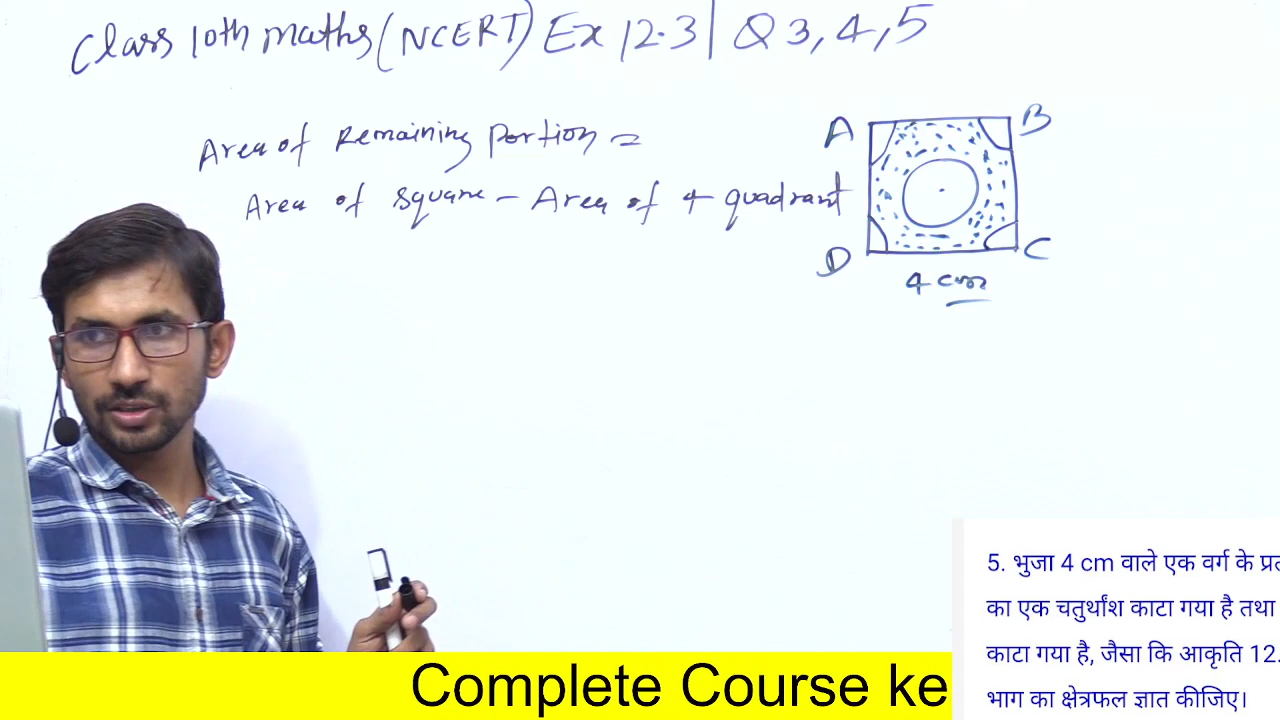 Class 10th maths (NCERT) Ex 12.3 | Q 3, 4, 5
Area of Remaining Portion =
Area of square - Area of 4 quadrant
A
B
D
C
4 cm
5. भुजा 4 cm वाले एक वर्ग के
का एक चतुर्थांश काटा गया है तथा
काटा गया है, जैसा कि आकृति 12.
भाग का क्षेत्रफल ज्ञात कीजिए।
Complete Course ke